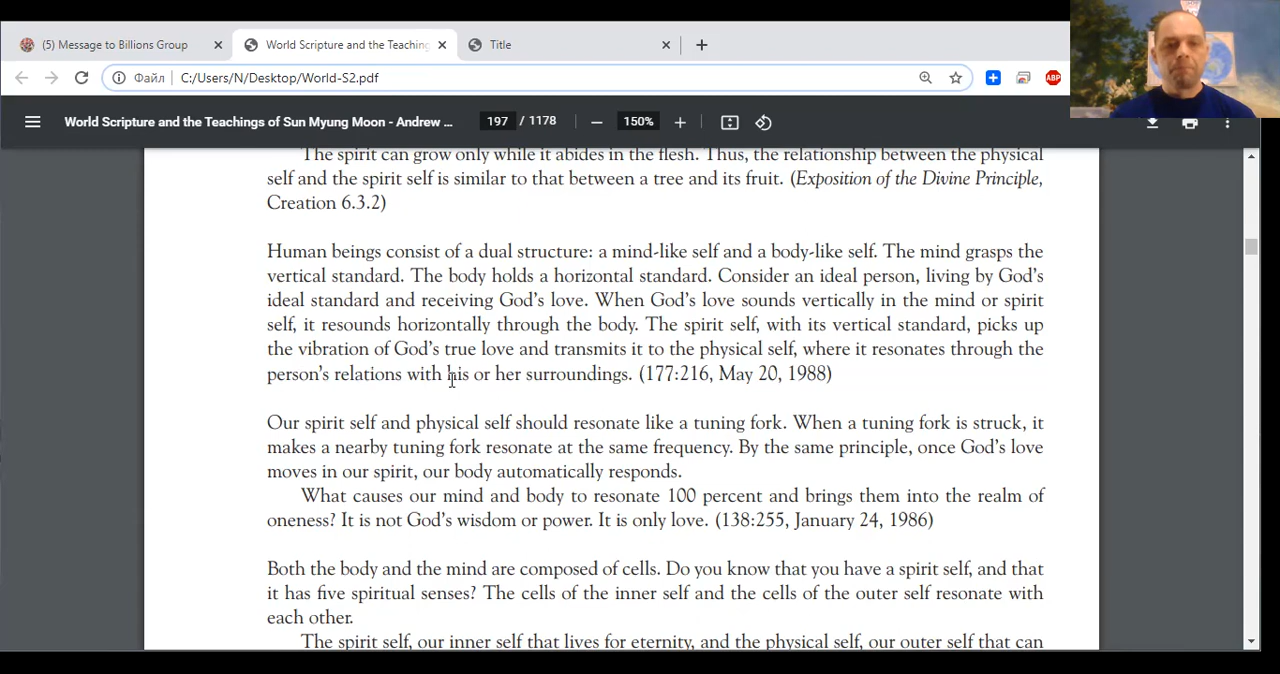 (5) Message to Billions Group
World Scripture and the Teaching
Title
Файл
C:/Users/N/Desktop/World-S2.pdf
ABP
World Scripture and the Teachings of Sun Myung Moon - Andrew ...
197 / 1178
150%
The spirit can grow only while it abides in the flesh. Thus, the relationship between the physical
self and the spirit self is similar to that between a tree and its fruit. (Exposition of the Divine Principle,
Creation 6.3.2)
Human beings consist of a dual structure: a mind-like self and a body-like self. The mind grasps the
vertical standard. The body holds a horizontal standard. Consider an ideal person, living by God's
ideal standard and receiving God's love. When God's love sounds vertically in the mind or spirit
self, it resounds horizontally through the body. The spirit self, with its vertical standard, picks up
the vibration of God's true love and transmits it to the physical self, where it resonates through the
person's relations with his or her surroundings. (177:216, May 20, 1988)
Our spirit self and physical self should resonate like a tuning fork. When a tuning fork is struck, it
makes a nearby tuning fork resonate at the same frequency. By the same principle, once God's love
moves in our spirit, our body automatically responds.
What causes our mind and body to resonate 100 percent and brings them into the realm of
oneness? It is not God's wisdom or power. It is only love. (138:255, January 24, 1986)
Both the body and the mind are composed of cells. Do you know that you have a spirit self, and that
it has five spiritual senses? The cells of the inner self and the cells of the outer self resonate with
each other.
The spirit self, our inner self that lives for eternity, and the physical self, our outer self that can